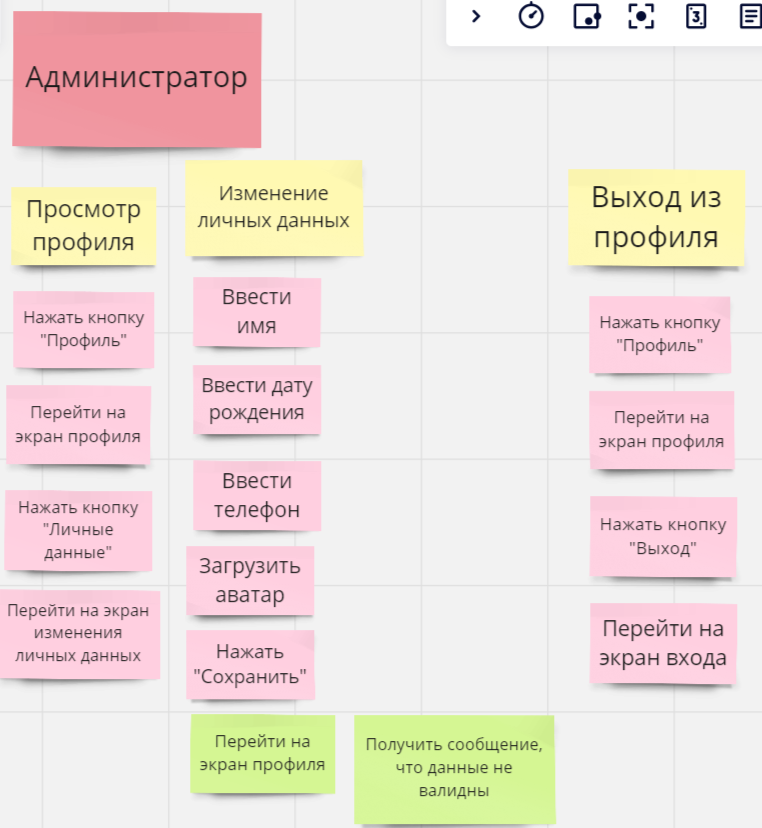 3
Администратор
Просмотр
профиля
Нажать кнопку
"Профиль"
Перейти на
экран профиля
Нажать кнопку
"Личные
данные"
Перейти на экран
изменения
личных данных
Изменение
личных данных
Ввести
имя
Ввести дату
рождения
Ввести
телефон
Загрузить
аватар
Нажать
"Сохранить"
Перейти на
экран профиля
Получить сообщение,
что данные не
валидны
Выход из
профиля
Нажать кнопку
"Профиль"
Перейти на
экран профиля
Нажать кнопку
"Выход"
Перейти на
экран входа